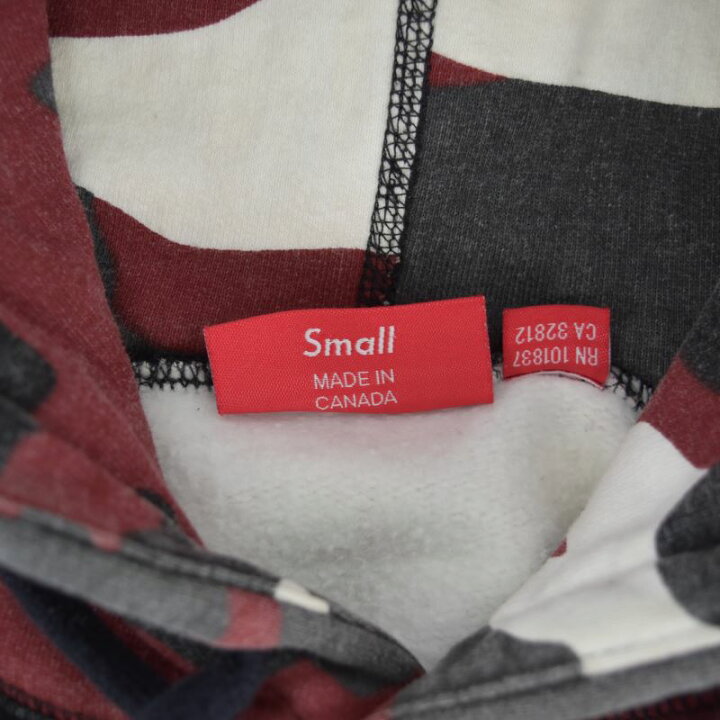 Small
MADE IN
CANADA
RN 101837
CA 32812